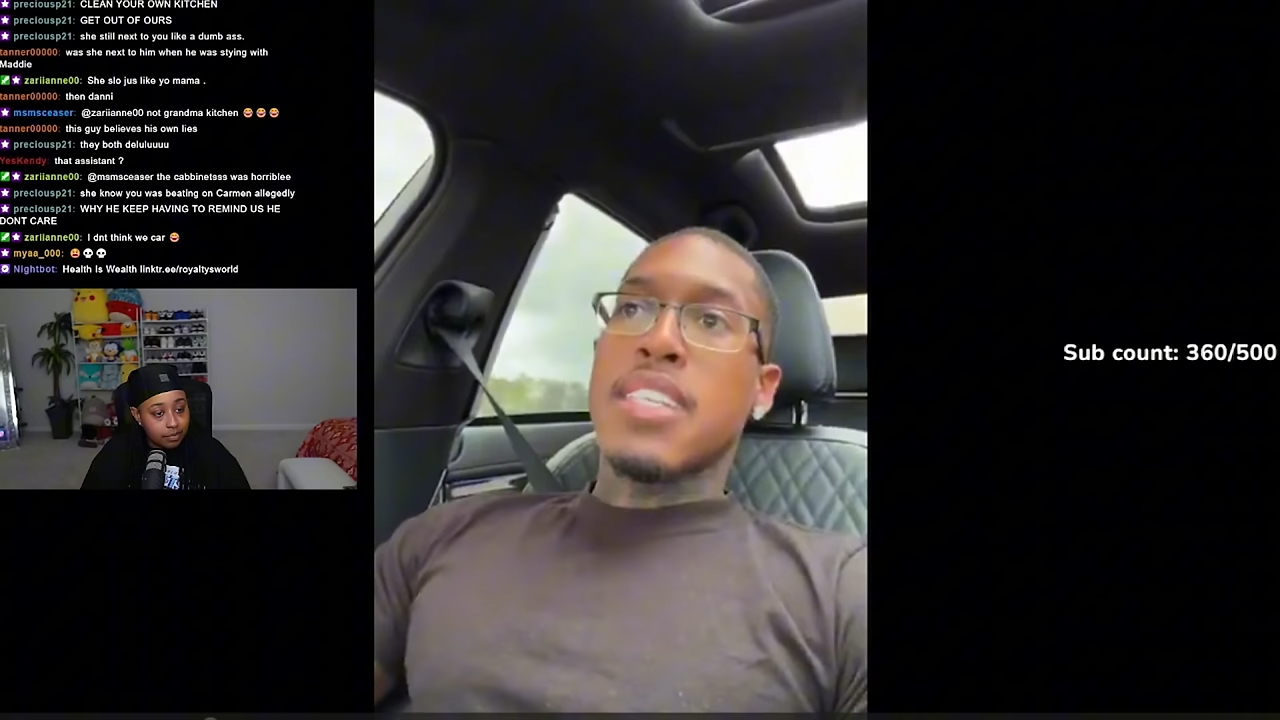 preciousp21: CLEAN YOUR OWN KITCHEN
preciousp21: GET OUT OF OURS
preciousp21: she still next to you like a dumb ass.
tanner00000: was she next to him when he was stying with
Maddie
zariianne00: She slo jus like yo mama .
tanner00000: then danni
msmsceaser: @zariianne00 not grandma kitchen
tanner00000: this guy believes his own lies
preciousp21: they both deluluuuu
YesKendy: that assistant ?
zariianne00: @msmsceaser the cabbinetsss was horriblee
preciousp21: she know you was beating on Carmen allegedly
preciousp21: WHY HE KEEP HAVING TO REMIND US HE
DONT CARE
zariianne00: I dnt think we car
myaa_000:
Nightbot: Health Is Wealth linktr.ee/royaltysworld
Sub count: 360/500